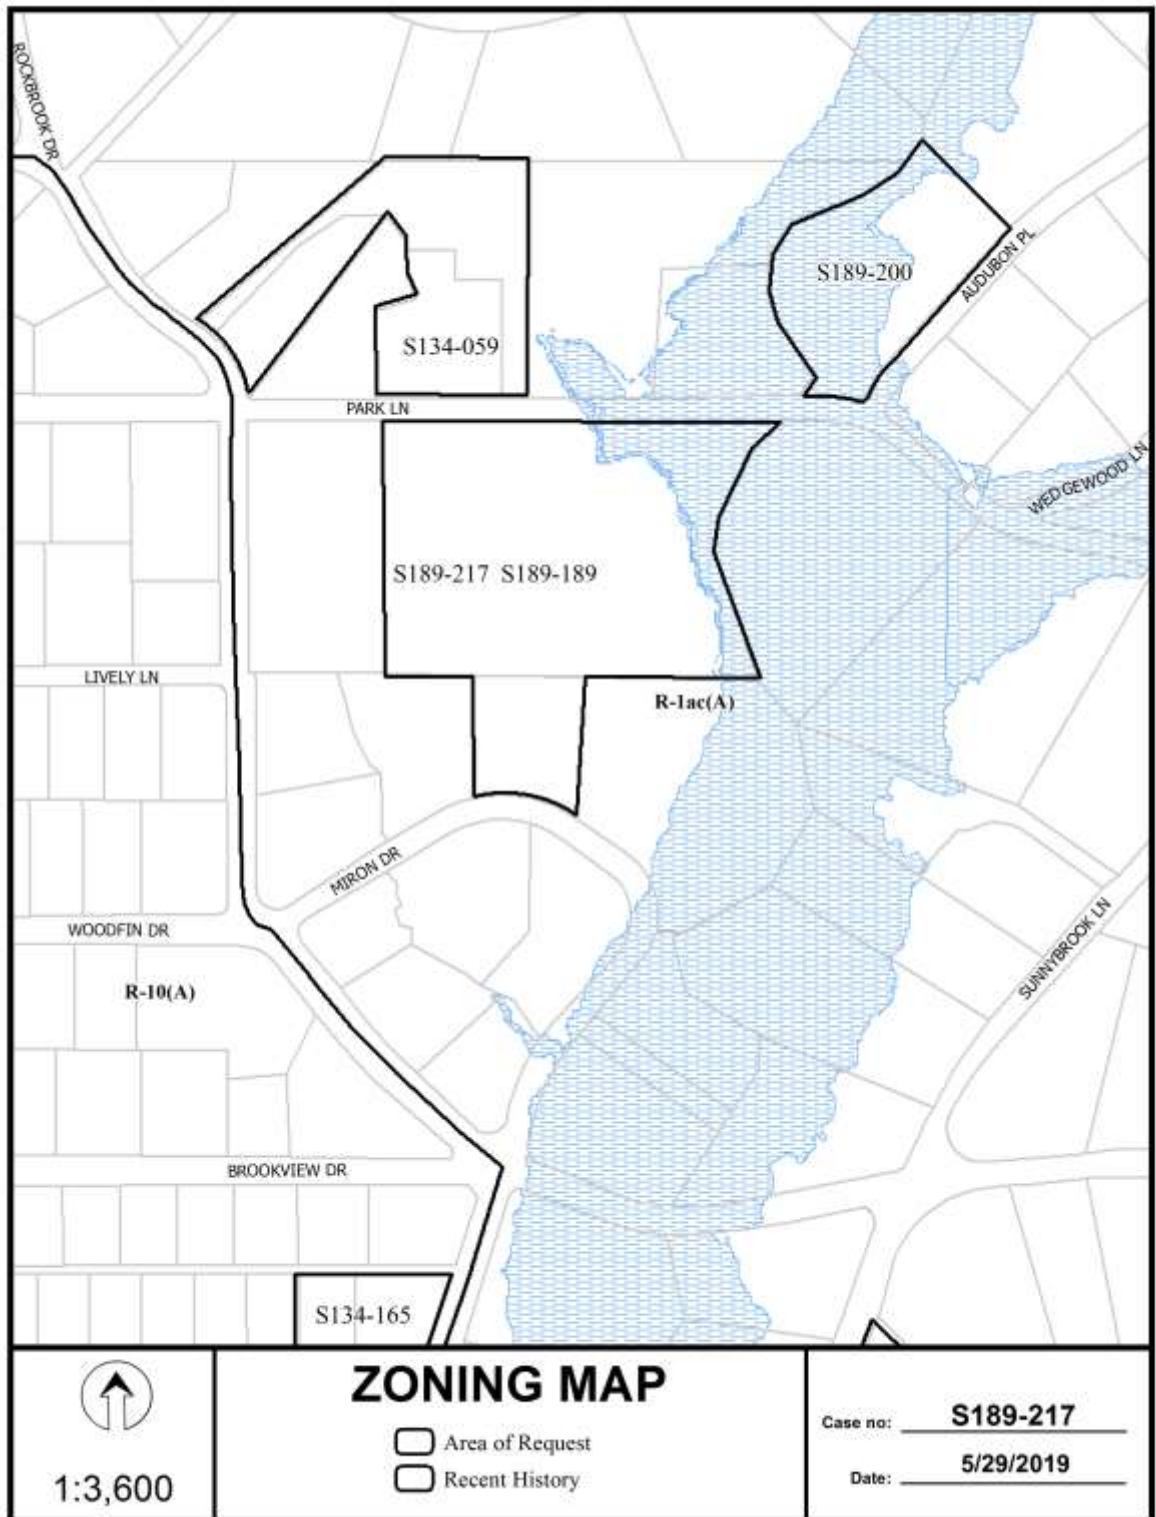 ROCKBROOK DR
S189-200
AUDUBON PL
S134-059
PARK LN
WEDGEWOOD LN
S189-217 S189-189
LIVELY LN
R-1ac(A)
MIRON DR
WOODFIN DR
SUNNYBROOK LN
R-10(A)
BROOKVIEW DR
S134-165
1:3,600
ZONING MAP
Area of Request
Recent History
Case no: S189-217
Date: 5/29/2019